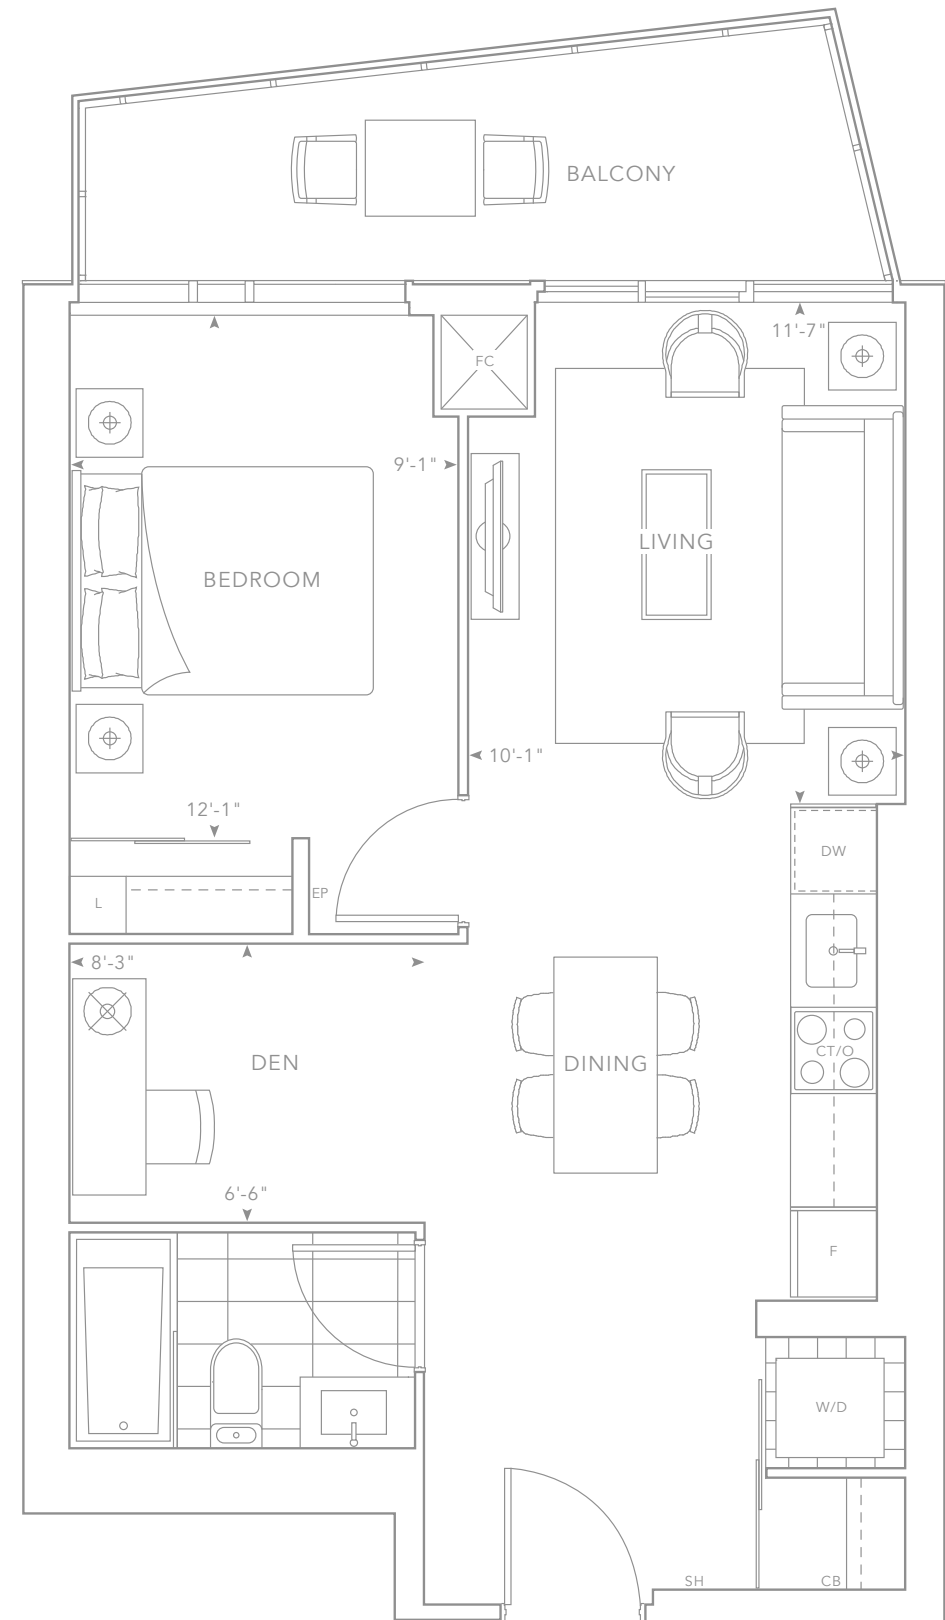 BALCONY
11'-7"
FC
9'-1"
LIVING
BEDROOM
10'-1"
12'-1"
DW
EP
L
8'-3"
CT/O
DEN
DINING
6'-6"
F
W/D
SH
CB